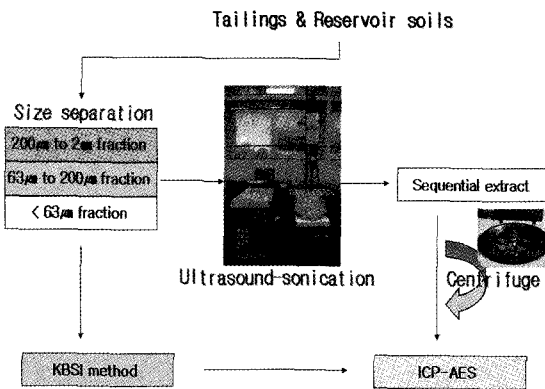 Tailings & Reservoir soils
Size separation
200㎛ to 2㎜ fraction
63㎛ to 200㎛ fraction
< 63㎛ fraction
Sequential extract
Ultrasound-sonication
Centrifuge
KBSI method
ICP-AES